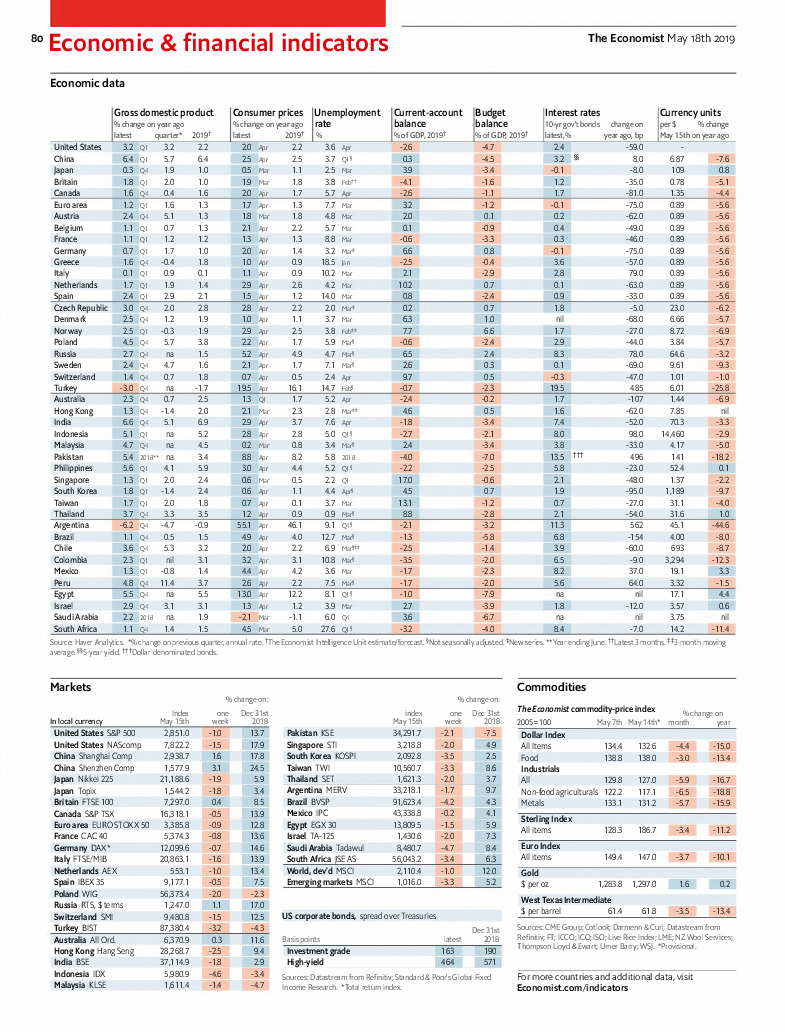 80 Economic & financial indicators
The Economist May 18th 2019
Economic data
Gross domestic product Consumer prices Unemployment Current-account Budget Interest rates Currency units
% change on year ago % change on year ago rate balance balance 10-yr gov't bonds change on per $ % change
latest quarter* 2019† latest 2019† % % of GDP, 2019† % of GDP, 2019† latest,% year ago, bp May 15th on year ago
United States 3.2 Q1 3.2 2.2 2.0 Apr 2.2 3.6 Apr -2.6 -4.7 2.4 -59.0 -
China 6.4 Q1 5.7 6.4 2.5 Apr 2.5 3.7 Q1§ 0.3 -4.5 3.2 §§ 8.0 6.87 -7.6
Japan 0.3 Q4 1.9 1.0 0.5 Mar 1.1 2.5 Mar 3.9 -3.4 -0.1 -8.0 109 0.8
Britain 1.8 Q1 2.0 1.0 1.9 Mar 1.8 3.8 Feb†† -4.1 -1.6 1.2 -35.0 0.78 -5.1
Canada 1.6 Q4 0.4 1.6 2.0 Apr 1.7 5.7 Apr -2.6 -1.1 1.7 -81.0 1.35 -4.4
Euro area 1.2 Q1 1.6 1.3 1.7 Apr 1.3 7.7 Mar 3.2 -1.2 -0.1 -75.0 0.89 -5.6
Austria 2.4 Q4 5.1 1.3 1.8 Mar 1.8 4.8 Mar 2.0 0.1 0.2 -62.0 0.89 -5.6
Belgium 1.1 Q1 0.7 1.3 2.1 Apr 2.2 5.7 Mar 0.1 -0.9 0.4 -49.0 0.89 -5.6
France 1.1 Q1 1.2 1.2 1.3 Apr 1.3 8.8 Mar -0.6 -3.3 0.3 -46.0 0.89 -5.6
Germany 0.7 Q1 1.7 1.0 2.0 Apr 1.4 3.2 Mar‡ 6.6 0.8 -0.1 -75.0 0.89 -5.6
Greece 1.6 Q4 -0.4 1.8 1.0 Apr 0.9 18.5 Jan -2.5 -0.4 3.6 -57.0 0.89 -5.6
Italy 0.1 Q1 0.9 0.1 1.1 Apr 0.9 10.2 Mar 2.1 -2.9 2.8 79.0 0.89 -5.6
Netherlands 1.7 Q1 1.9 1.4 2.9 Apr 2.6 4.2 Mar 10.2 0.7 0.1 -63.0 0.89 -5.6
Spain 2.4 Q1 2.9 2.1 1.5 Apr 1.2 14.0 Mar 0.8 -2.4 0.9 -33.0 0.89 -5.6
Czech Republic 3.0 Q4 2.0 2.8 2.8 Apr 2.2 2.0 Mar‡ 0.2 0.7 1.8 -5.0 23.0 -6.2
Denmark 2.5 Q4 1.2 1.9 1.0 Apr 1.1 3.7 Mar 6.3 1.0 nil -68.0 6.66 -5.7
Norway 2.5 Q1 -0.3 1.9 2.9 Apr 2.5 3.8 Feb‡‡ 7.7 6.6 1.7 -27.0 8.72 -6.9
Poland 4.5 Q4 5.7 3.8 2.2 Apr 1.7 5.9 Mar§ -0.6 -2.4 2.9 -44.0 3.84 -5.7
Russia 2.7 Q4 na 1.5 5.2 Apr 4.9 4.7 Mar§ 6.5 2.4 8.3 78.0 64.6 -3.2
Sweden 2.4 Q4 4.7 1.6 2.1 Apr 1.7 7.1 Mar§ 2.6 0.3 0.1 -69.0 9.61 -9.3
Switzerland 1.4 Q4 0.7 1.8 0.7 Apr 0.5 2.4 Apr 9.7 0.5 -0.3 -47.0 1.01 -1.0
Turkey -3.0 Q4 na -1.7 19.5 Apr 16.1 14.7 Feb§ -0.7 -2.3 19.5 485 6.01 -25.8
Australia 2.3 Q4 0.7 2.5 1.3 Q1 1.7 5.2 Apr -2.4 -0.2 1.7 -107 1.44 -6.9
Hong Kong 1.3 Q4 -1.4 2.0 2.1 Mar 2.3 2.8 Mar‡‡ 4.6 0.5 1.6 -62.0 7.85 nil
India 6.6 Q4 5.1 6.9 2.9 Apr 3.7 7.6 Apr -1.8 -3.4 7.4 -52.0 70.3 -3.3
Indonesia 5.1 Q1 na 5.2 2.8 Apr 2.8 5.0 Q1§ -2.7 -2.1 8.0 98.0 14,460 -2.9
Malaysia 4.7 Q4 na 4.5 0.2 Mar 0.8 3.4 Mar§ 2.4 -3.4 3.8 -33.0 4.17 -5.0
Pakistan 5.4 2018** na 3.4 8.8 Apr 8.2 5.8 2018 -4.0 -7.0 13.5 ††† 496 141 -18.2
Philippines 5.6 Q1 4.1 5.9 3.0 Apr 4.4 5.2 Q1§ -2.2 -2.5 5.8 -23.0 52.4 0.1
Singapore 1.3 Q1 2.0 2.4 0.6 Mar 0.5 2.2 Q1 17.0 -0.6 2.1 -48.0 1.37 -2.2
South Korea 1.8 Q1 -1.4 2.4 0.6 Apr 1.1 4.4 Apr§ 4.5 0.7 1.9 -95.0 1,189 -9.7
Taiwan 1.7 Q1 2.0 1.8 0.7 Apr 0.1 3.7 Mar 13.1 -1.2 0.7 -27.0 31.1 -4.0
Thailand 3.7 Q4 3.3 3.5 1.2 Apr 0.9 0.9 Mar§ 8.8 -2.8 2.1 -54.0 31.6 1.0
Argentina -6.2 Q4 -4.7 -0.9 55.1 Apr 46.1 9.1 Q4§ -2.1 -3.2 11.3 562 45.1 -44.6
Brazil 1.1 Q4 0.5 1.5 4.9 Apr 4.0 12.7 Mar§ -1.3 -5.8 6.8 -154 4.00 -8.0
Chile 3.6 Q4 5.3 3.2 2.0 Apr 2.2 6.9 Mar§‡‡ -2.5 -1.4 3.9 -60.0 693 -8.7
Colombia 2.3 Q1 nil 3.1 3.2 Apr 3.1 10.8 Mar§ -3.5 -2.0 6.5 -9.0 3,294 -12.3
Mexico 1.3 Q1 -0.8 1.4 4.4 Apr 4.2 3.6 Mar -1.7 -2.3 8.2 37.0 19.1 3.3
Peru 4.8 Q4 11.4 3.7 2.6 Apr 2.2 7.5 Mar§ -1.7 -2.0 5.6 64.0 3.32 -1.5
Egypt 5.5 Q4 na 5.5 13.0 Apr 12.2 8.1 Q1§ -1.0 -7.9 na nil 17.1 4.4
Israel 2.9 Q4 3.1 3.1 1.3 Apr 1.2 3.9 Mar 2.7 -3.9 1.8 -12.0 3.57 0.6
Saudi Arabia 2.2 2018 na 1.9 -2.1 Mar -1.1 6.0 Q4 3.6 -6.7 na nil 3.75 nil
South Africa 1.1 Q4 1.4 1.5 4.5 Mar 5.0 27.6 Q1§ -3.2 -4.0 8.4 -7.0 14.2 -11.4
Source: Haver Analytics. *% change on previous quarter, annual rate. †The Economist Intelligence Unit estimate/forecast. §Not seasonally adjusted. ‡New series. **Year ending June. ††Latest 3 months. ‡‡3-month moving
average. §§5-year yield. †††Dollar-denominated bonds.
Markets
% change on:
index one Dec 31st
In local currency May 15th week 2018
United States S&P 500 2,851.0 -1.0 13.7
United States NAScomp 7,822.2 -1.5 17.9
China Shanghai Comp 2,938.7 1.6 17.8
China Shenzhen Comp 1,577.9 3.1 24.5
Japan Nikkei 225 21,188.6 -1.9 5.9
Japan Topix 1,544.2 -1.8 3.4
Britain FTSE 100 7,297.0 0.4 8.5
Canada S&P TSX 16,318.1 -0.5 13.9
Euro area EURO STOXX 50 3,385.8 -0.9 12.8
France CAC 40 5,374.3 -0.8 13.6
Germany DAX* 12,099.6 -0.7 14.6
Italy FTSE/MIB 20,863.1 -1.6 13.9
Netherlands AEX 553.1 -1.0 13.4
Spain IBEX 35 9,177.1 -0.5 7.5
Poland WIG 56,373.4 -2.0 -2.3
Russia RTS, $ terms 1,247.0 1.1 17.0
Switzerland SMI 9,480.8 -1.5 12.5
Turkey BIST 87,380.4 -3.2 -4.3
Australia All Ord. 6,370.9 0.3 11.6
Hong Kong Hang Seng 28,268.7 -2.5 9.4
India BSE 37,114.9 -1.8 2.9
Indonesia IDX 5,980.9 -4.6 -3.4
Malaysia KLSE 1,611.4 -1.4 -4.7
% change on:
index one Dec 31st
May 15th week 2018
Pakistan KSE 34,291.7 -2.1 -7.5
Singapore STI 3,218.8 -2.0 4.9
South Korea KOSPI 2,092.8 -3.5 2.5
Taiwan TWI 10,560.7 -3.3 8.6
Thailand SET 1,621.3 -2.0 3.7
Argentina MERV 33,218.1 -1.7 9.7
Brazil BVSP 91,623.4 -4.2 4.3
Mexico IPC 43,338.8 -0.2 4.1
Egypt EGX 30 13,809.5 -1.5 5.9
Israel TA-125 1,430.6 -2.0 7.3
Saudi Arabia Tadawul 8,480.7 -4.7 8.4
South Africa JSE AS 56,043.2 -3.4 6.3
World, dev'd MSCI 2,110.4 -1.0 12.0
Emerging markets MSCI 1,016.0 -3.3 5.2
US corporate bonds, spread over Treasuries
Dec 31st
Basis points latest 2018
Investment grade 163 190
High-yield 464 571
Sources: Datastream from Refinitiv; Standard & Poor's Global Fixed
Income Research. *Total return index.
Commodities
The Economist commodity-price index
% change on
2005=100 May 7th May 14th* month year
Dollar Index
All Items 134.4 132.6 -4.4 -15.0
Food 138.8 138.0 -3.0 -13.4
Industrials
All 129.8 127.0 -5.9 -16.7
Non-food agriculturals 122.2 117.1 -6.5 -18.8
Metals 133.1 131.2 -5.7 -15.9
Sterling Index
All items 128.3 186.7 -3.4 -11.2
Euro Index
All items 149.4 147.0 -3.7 -10.1
Gold
$ per oz 1,283.8 1,297.0 1.6 0.2
West Texas Intermediate
$ per barrel 61.4 61.8 -3.5 -13.4
Sources: CME Group; Cotlook; Darmenn & Curl; Datastream from
Refinitiv; FT; ICCO; ICO; ISO; Live Rice Index; LME; NZ Wool Services;
Thompson Lloyd & Ewart; Urner Barry; WSJ. *Provisional.
For more countries and additional data, visit
Economist.com/indicators